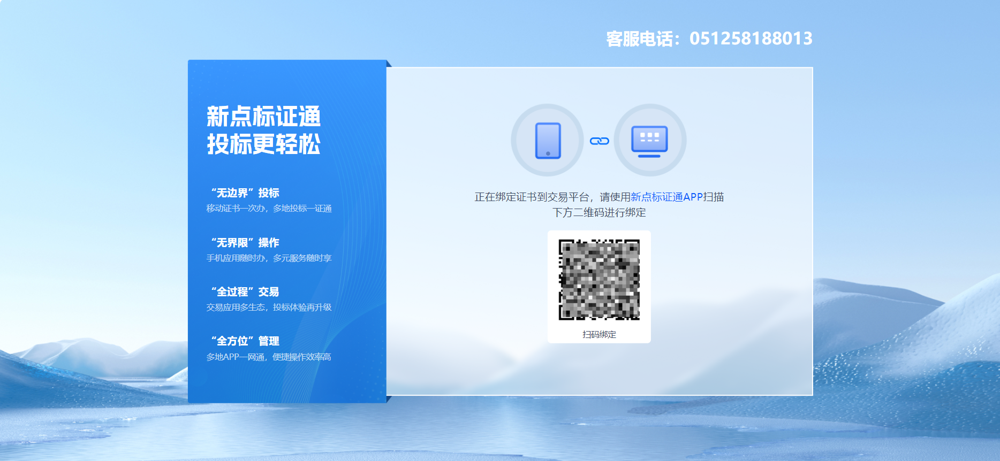 客服电话：051258188013
新点标证通
投标更轻松
“无边界”投标
移动证书一次办，多地投标一证通
“无界限”操作
手机应用随时办，多元服务随时享
“全过程”交易
交易应用多生态，投标体验再升级
“全方位”管理
多地APP一网通，便捷操作效率高
正在绑定证书到交易平台，请使用新点标证通APP扫描
下方二维码进行绑定
扫码绑定